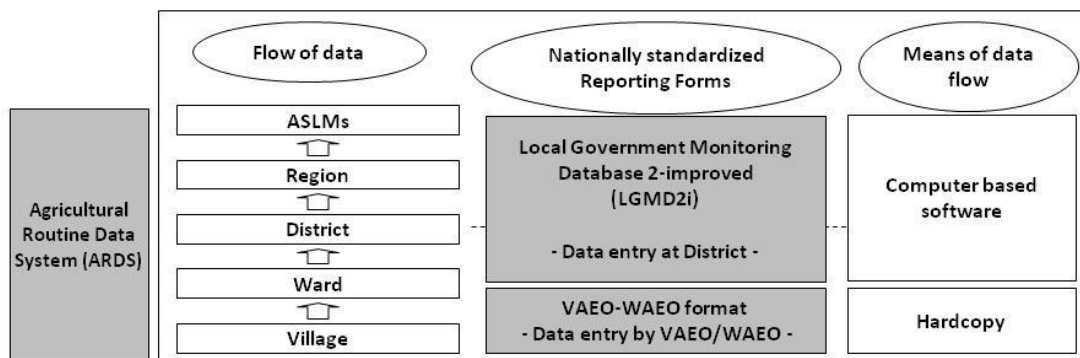 Flow of data
Nationally standardized
Reporting Forms
Means of data
flow
Agricultural
Routine Data
System (ARDS)
ASLMs
Region
District
Ward
Village
Local Government Monitoring
Database 2-improved
(LGMD2i)
- Data entry at District -
VAEO-WAEO format
- Data entry by VAEO/WAEO -
Computer based
software
Hardcopy